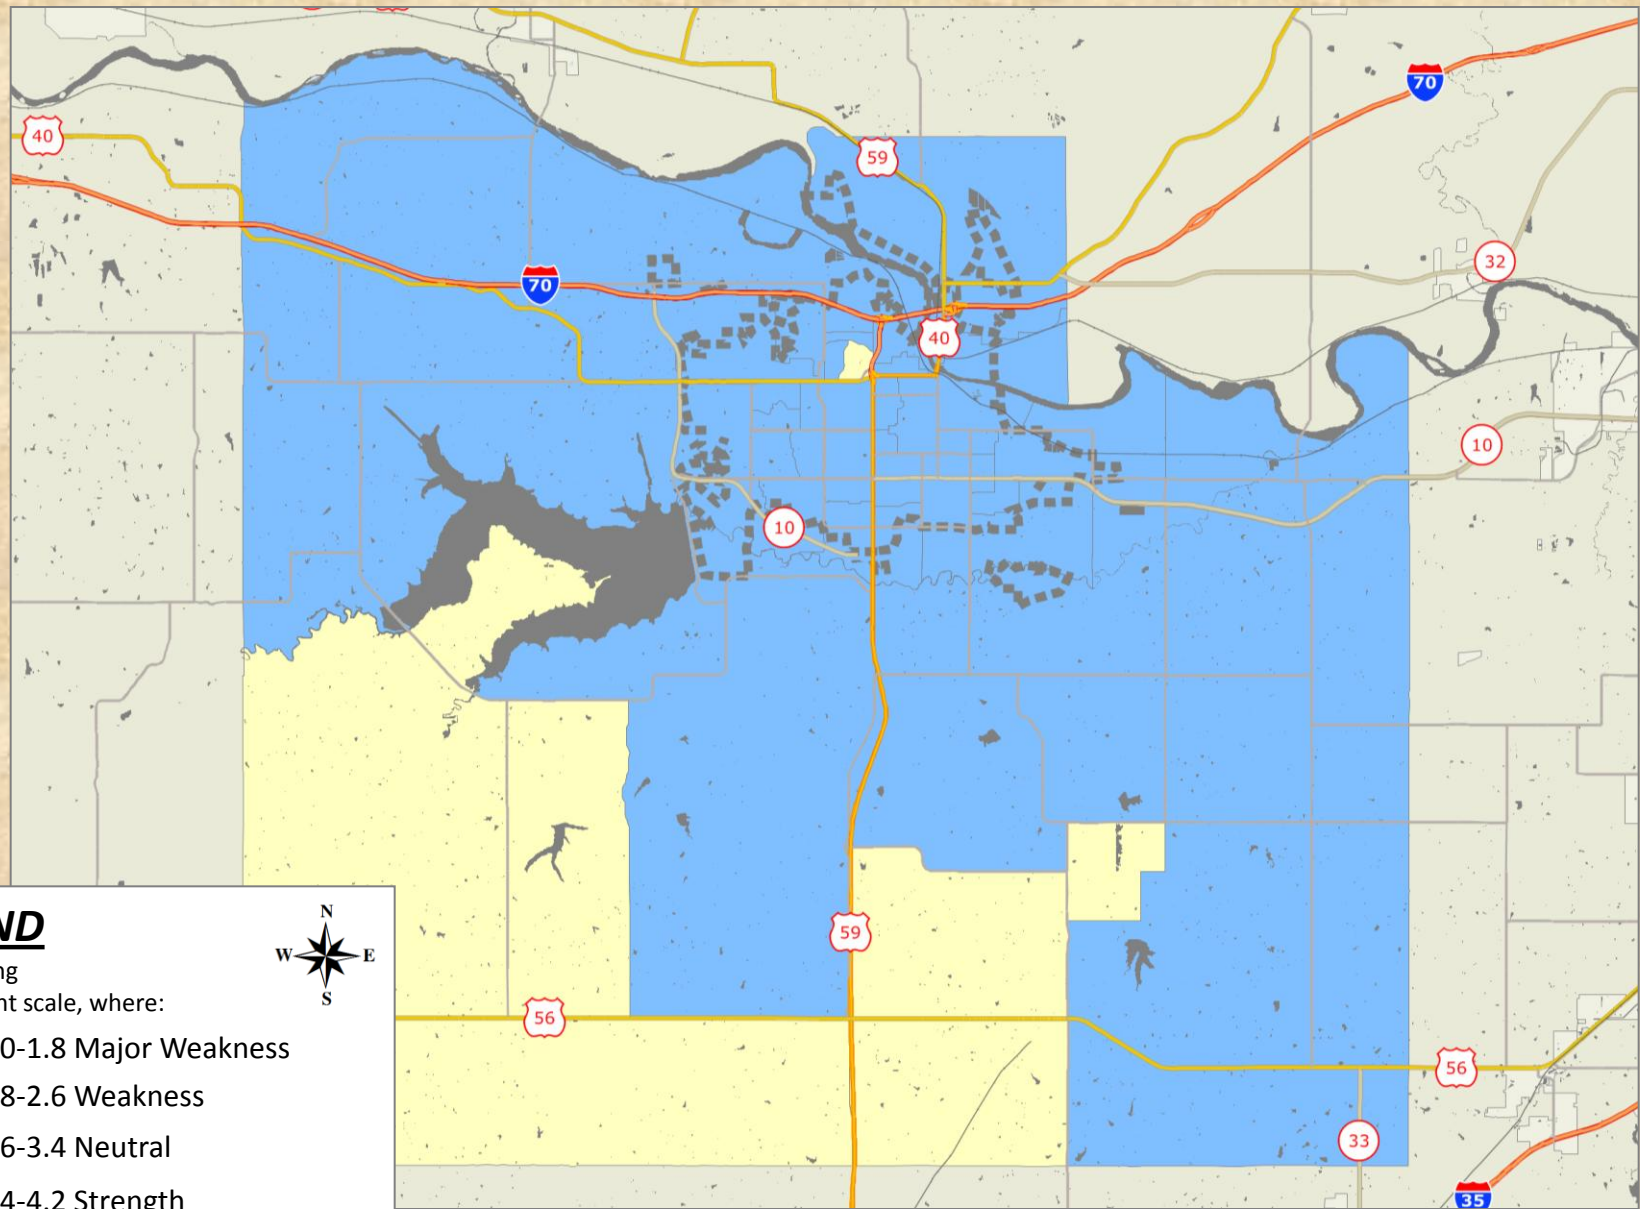 40
59
70
70
32
40
10
10
59
56
56
33
35
ND
N
W E
S
ng
nt scale, where:
0-1.8 Major Weakness
8-2.6 Weakness
6-3.4 Neutral
4-4.2 Strength